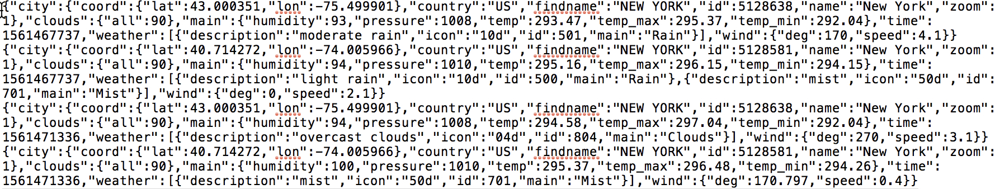 {"city":{"coord":{"lat":43.000351,"lon":-75.499901},"country":"US","findname":"NEW YORK","id":5128638,"name":"New York","zoom":
1},"clouds":{"all":90},"main":{"humidity":93,"pressure":1008,"temp":293.47,"temp_max":295.37,"temp_min":292.04},"time":
1561467737,"weather":[{"description":"moderate rain","icon":"10d","id":501,"main":"Rain"}],"wind":{"deg":170,"speed":4.1}}
{"city":{"coord":{"lat":40.714272,"lon":-74.005966},"country":"US","findname":"NEW YORK","id":5128581,"name":"New York","zoom":
1},"clouds":{"all":90},"main":{"humidity":94,"pressure":1010,"temp":295.16,"temp_max":296.15,"temp_min":294.15},"time":
1561467737,"weather":[{"description":"light rain","icon":"10d","id":500,"main":"Rain"},{"description":"mist","icon":"50d","id":
701,"main":"Mist"}],"wind":{"deg":0,"speed":2.1}}
{"city":{"coord":{"lat":43.000351,"lon":-75.499901},"country":"US","findname":"NEW YORK","id":5128638,"name":"New York","zoom":
1},"clouds":{"all":90},"main":{"humidity":94,"pressure":1008,"temp":294.58,"temp_max":297.04,"temp_min":292.04},"time":
1561471336,"weather":[{"description":"overcast clouds","icon":"04d","id":804,"main":"Clouds"}],"wind":{"deg":270,"speed":3.1}}
{"city":{"coord":{"lat":40.714272,"lon":-74.005966},"country":"US","findname":"NEW YORK","id":5128581,"name":"New York","zoom":
1},"clouds":{"all":90},"main":{"humidity":100,"pressure":1010,"temp":295.37,"temp_max":296.48,"temp_min":294.26},"time":
1561471336,"weather":[{"description":"mist","icon":"50d","id":701,"main":"Mist"}],"wind":{"deg":170.797,"speed":0.4}}